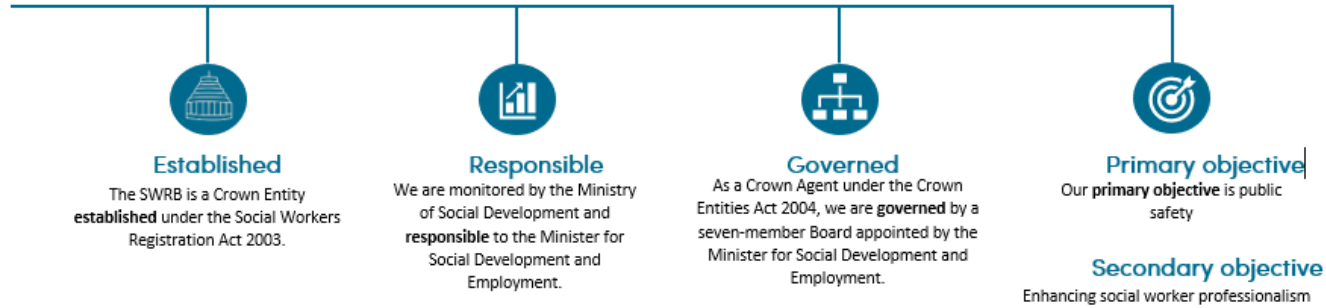 Established
The SWRB is a Crown Entity
established under the Social Workers
Registration Act 2003.
Responsible
We are monitored by the Ministry
of Social Development and
responsible to the Minister for
Social Development and
Employment.
Governed
As a Crown Agent under the Crown
Entities Act 2004, we are governed by a
seven-member Board appointed by the
Minister for Social Development and
Employment.
Primary objective
Our primary objective is public
safety
Secondary objective
Enhancing social worker professionalism